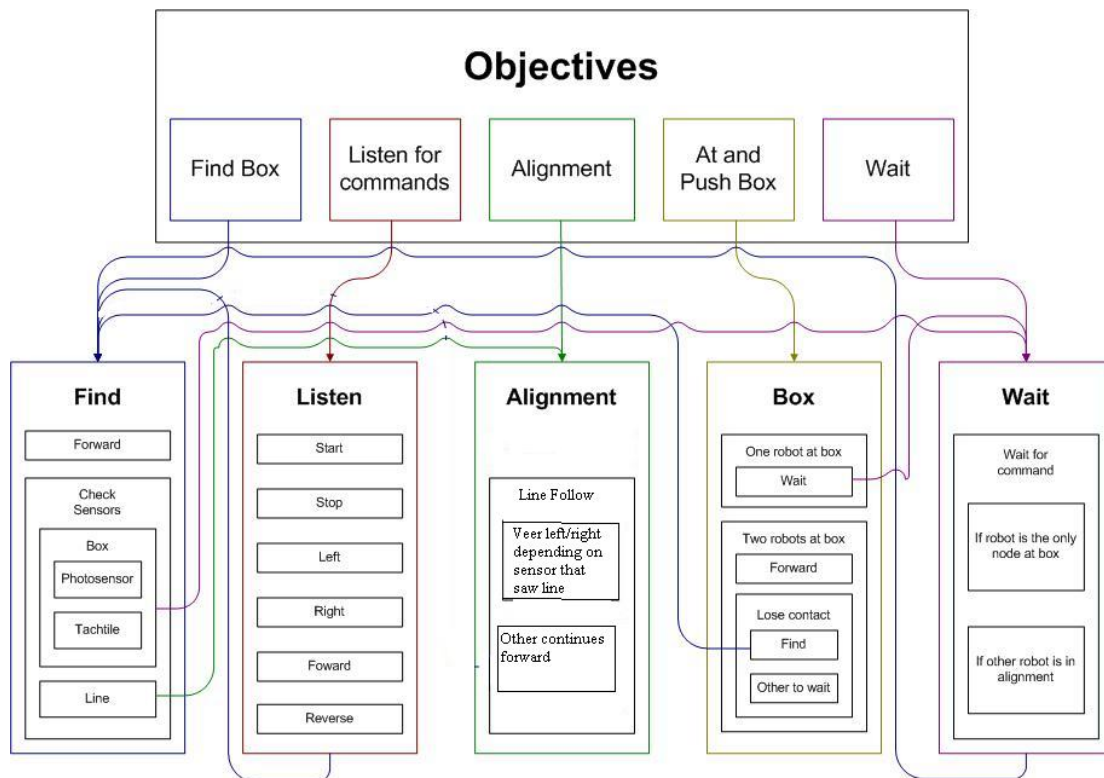 Objectives
Find Box
Listen for
commands
Alignment
At and
Push Box
Wait
Find
Forward
Check
Sensors
Box
Photosensor
Tachtile
Line
Listen
Start
Stop
Left
Right
Foward
Reverse
Alignment
Line Follow
Veer left/right
depending on
sensor that
saw line
Other continues
forward
Box
One robot at box
Wait
Two robots at box
Forward
Lose contact
Find
Other to wait
Wait
Wait for
command
If robot is the only
node at box
If other robot is in
alignment